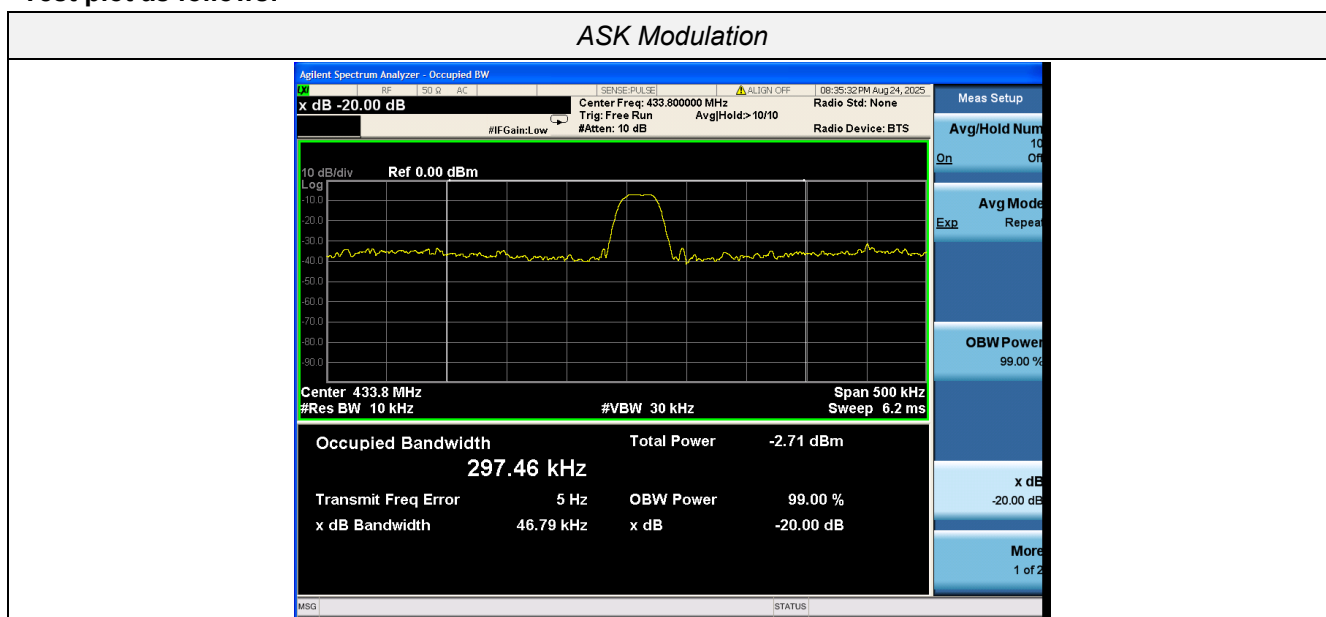 ASK Modulation
Agilent Spectrum Analyzer - Occupied BW
LXI RF 50 Ω AC SENSE:PULSE ALIGN OFF 08:35:32 PM Aug 24, 2025
x dB -20.00 dB
Center Freq: 433.800000 MHz Radio Std: None
Trig: Free Run Avg|Hold:> 10/10
#IFGain:Low #Atten: 10 dB Radio Device: BTS
10 dB/div Ref 0.00 dBm
Log
-10.0
-20.0
-30.0
-40.0
-50.0
-60.0
-70.0
-80.0
-90.0
Center 433.8 MHz Span 500 kHz
#Res BW 10 kHz #VBW 30 kHz Sweep 6.2 ms
Occupied Bandwidth Total Power -2.71 dBm
297.46 kHz
Transmit Freq Error 5 Hz OBW Power 99.00 %
x dB Bandwidth 46.79 kHz x dB -20.00 dB
MSG STATUS
Meas Setup
Avg/Hold Num
10
On Off
Avg Mode
Exp Repeat
OBW Power
99.00 %
x dB
-20.00 dB
More
1 of 2